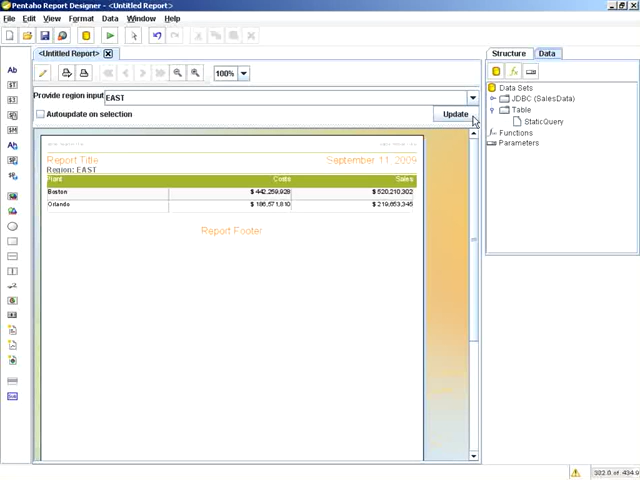 Pentaho Report Designer - <Untitled Report>
File Edit View Format Data Window Help
<Untitled Report>
100%
Provide region input EAST
Autoupdate on selection
Update
Report Title September 11, 2009
Region: EAST
Plant Costs Sales
Boston $ 442,259,928 $ 520,210,302
Orlando $ 186,571,810 $ 219,653,345
Report Footer
Structure Data
Data Sets
JDBC (SalesData)
Table
StaticQuery
Functions
Parameters
Ab
Sub